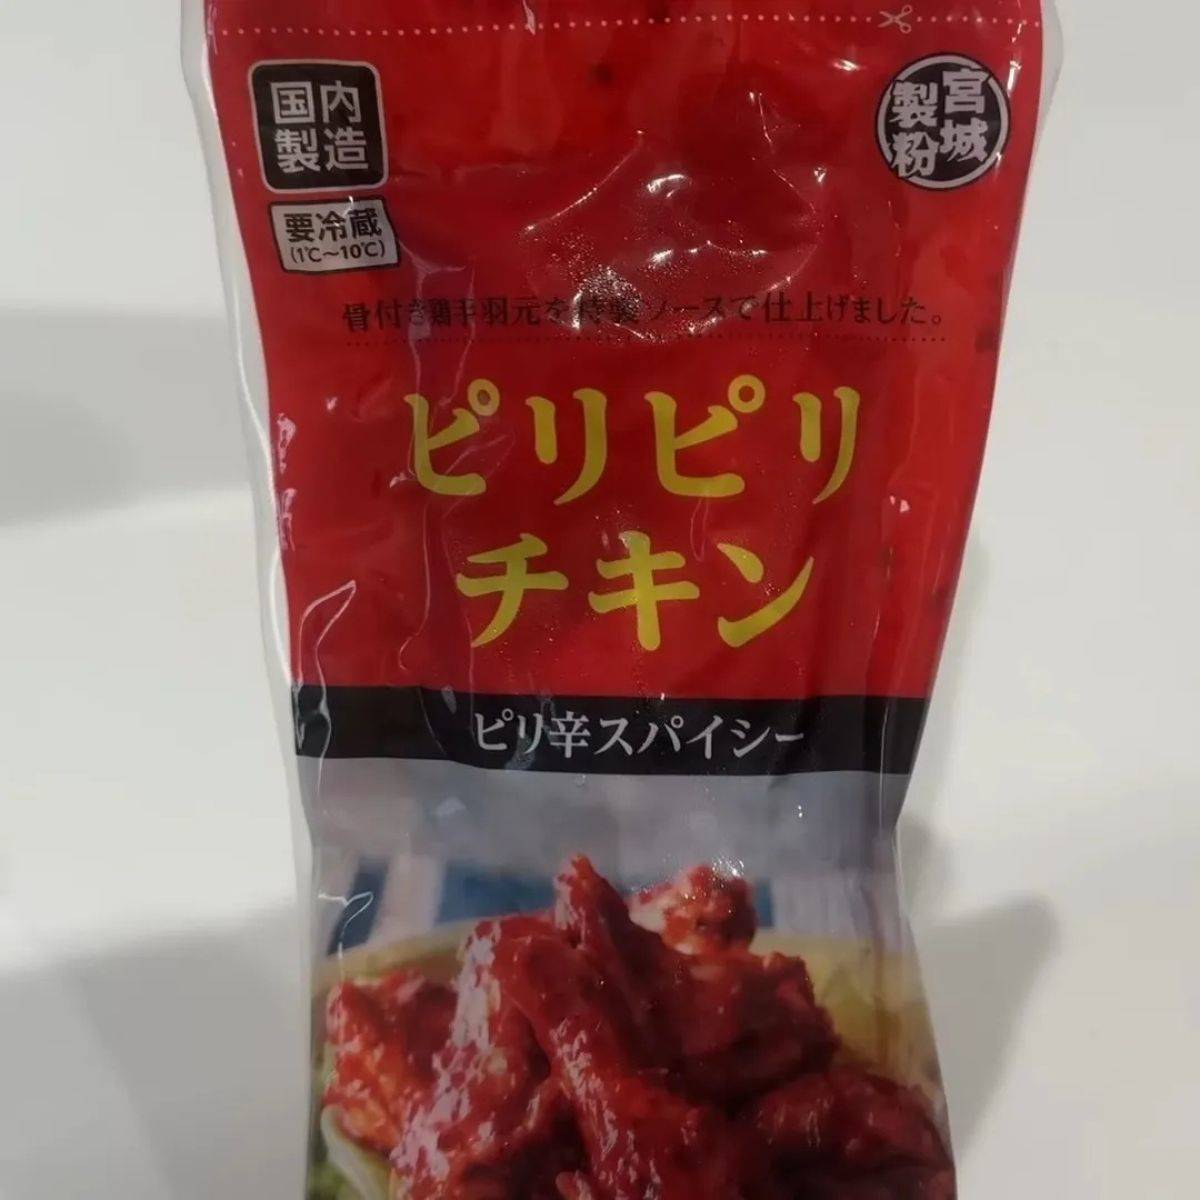 国内
製造
宮城
製粉
要冷蔵
(1℃〜10℃)
骨付き鶏手羽元を特製ソースで仕上げました。
ピリピリ
チキン
ピリ辛スパイシー